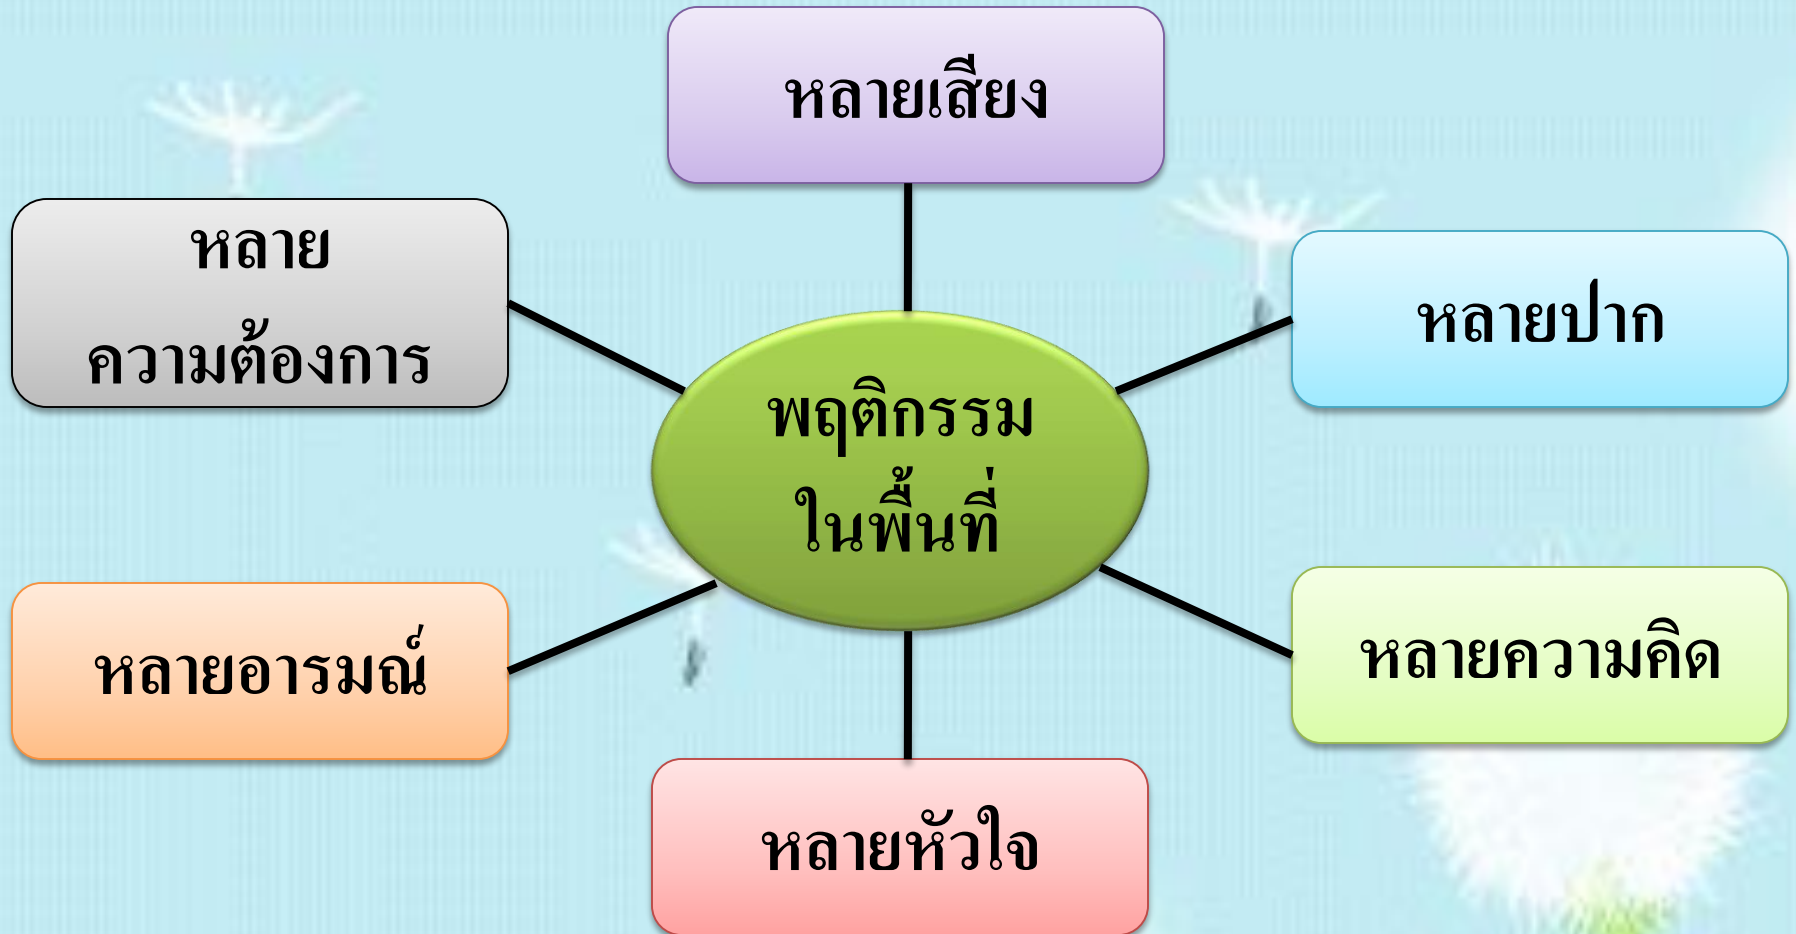 หลายเสียง
หลาย
ความต้องการ
หลายปาก
พฤติกรรม
ในพื้นที่
หลายอารมณ์
หลายความคิด
หลายหัวใจ